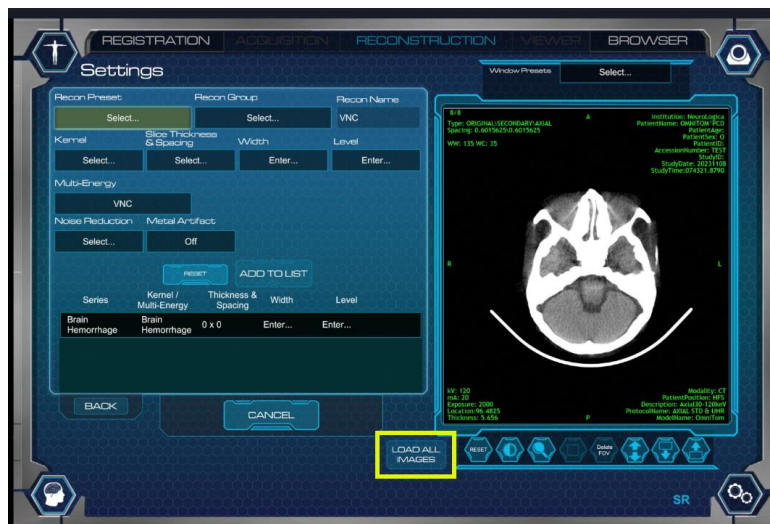 REGISTRATION ACQUISITION RECONSTRUCTION VIEWER BROWSER
Settings
Window Presets Select...
Recon Preset Recon Group Recon Name
Select... Select... VNC
Kernel Slice Thickness & Spacing Width Level
Select... Select... Enter... Enter...
Multi-Energy
VNC
Noise Reduction Metal Artifact
Select... Off
RESET ADD TO LIST
Series Kernel / Multi-Energy Thickness & Spacing Width Level
Brain Hemorrhage Brain Hemorrhage 0 x 0 Enter... Enter...
BACK
CANCEL
8/8
Type: ORIGINAL\SECONDARY\AXIAL
Spacing: 0.6015625\0.6015625
WW: 135 WC: 35
A
Institution: NeuroLogica
PatientName: OMNITOM^PCD
PatientAge:
PatientSex: O
PatientID:
AccessionNumber: TEST
StudyID:
StudyDate: 20231108
StudyTime:074321.8790
R
L
kV: 120
mA: 20
Exposure: 2000
Location:96.4825
Thickness: 5.656
P
Modality: CT
PatientPosition: HFS
Description: Axial30-120keV
ProtocolName: AXIAL STD & UHR
ModelName: OmniTom
LOAD ALL
IMAGES
RESET
Delete
FOV
SR